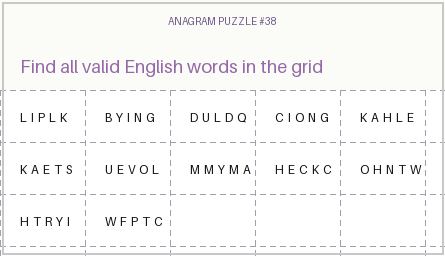 ANAGRAM PUZZLE #38
Find all valid English words in the grid
LIPLK BYING DULDQ CIONG KAHLE
KAETS UEVOL MMYMA HECKC OHNTW
HTRYI WFPTC